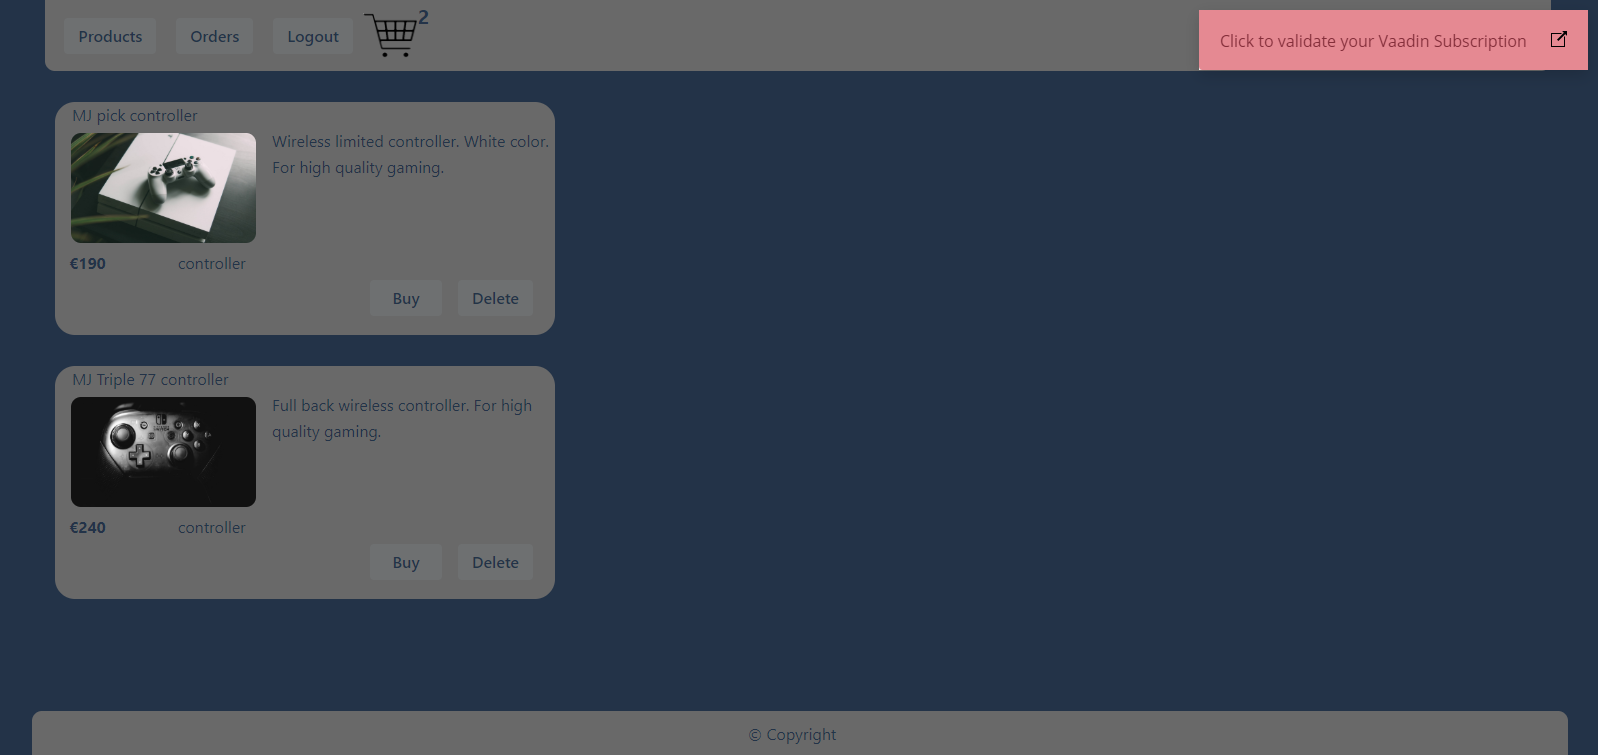 Products Orders Logout 2
Click to validate your Vaadin Subscription
MJ pick controller
Wireless limited controller. White color.
For high quality gaming.
€190 controller
Buy Delete
MJ Triple 77 controller
Full back wireless controller. For high
quality gaming.
€240 controller
Buy Delete
© Copyright